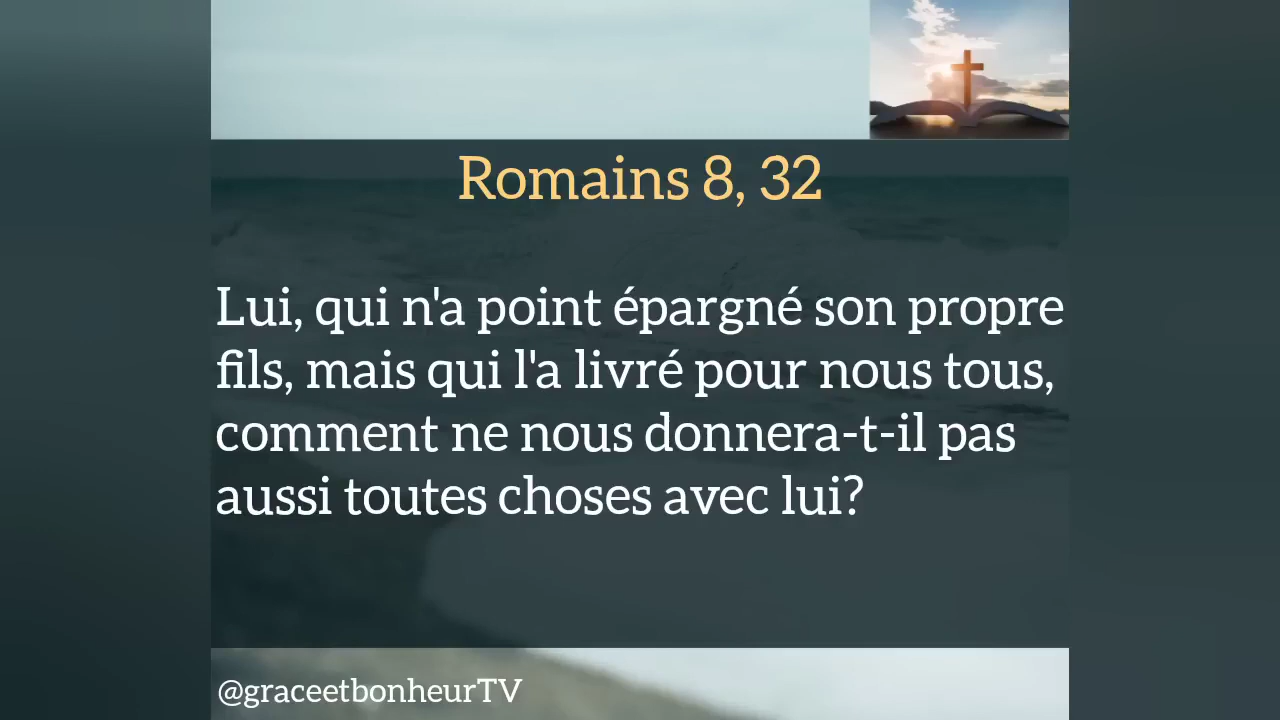 Romains 8, 32
Lui, qui n'a point épargné son propre
fils, mais qui l'a livré pour nous tous,
comment ne nous donnera-t-il pas
aussi toutes choses avec lui?
@graceetbonheurTV